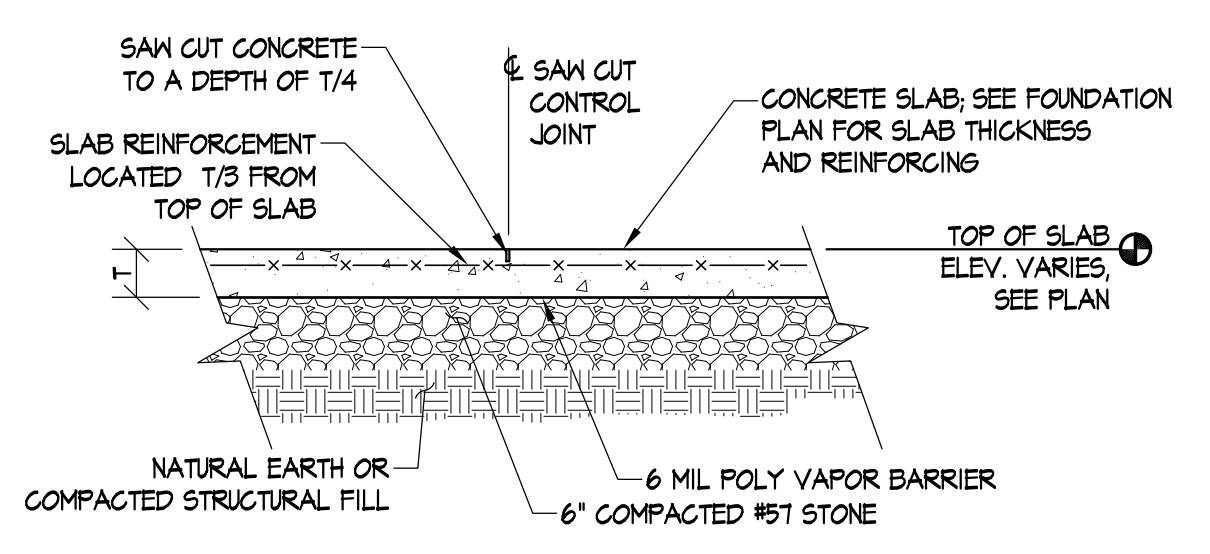 SAW CUT CONCRETE
TO A DEPTH OF T/4
℄ SAW CUT
CONTROL
JOINT
CONCRETE SLAB; SEE FOUNDATION
PLAN FOR SLAB THICKNESS
AND REINFORCING
SLAB REINFORCEMENT
LOCATED T/3 FROM
TOP OF SLAB
TOP OF SLAB
ELEV. VARIES,
SEE PLAN
T
NATURAL EARTH OR
COMPACTED STRUCTURAL FILL
6 MIL POLY VAPOR BARRIER
6" COMPACTED #57 STONE